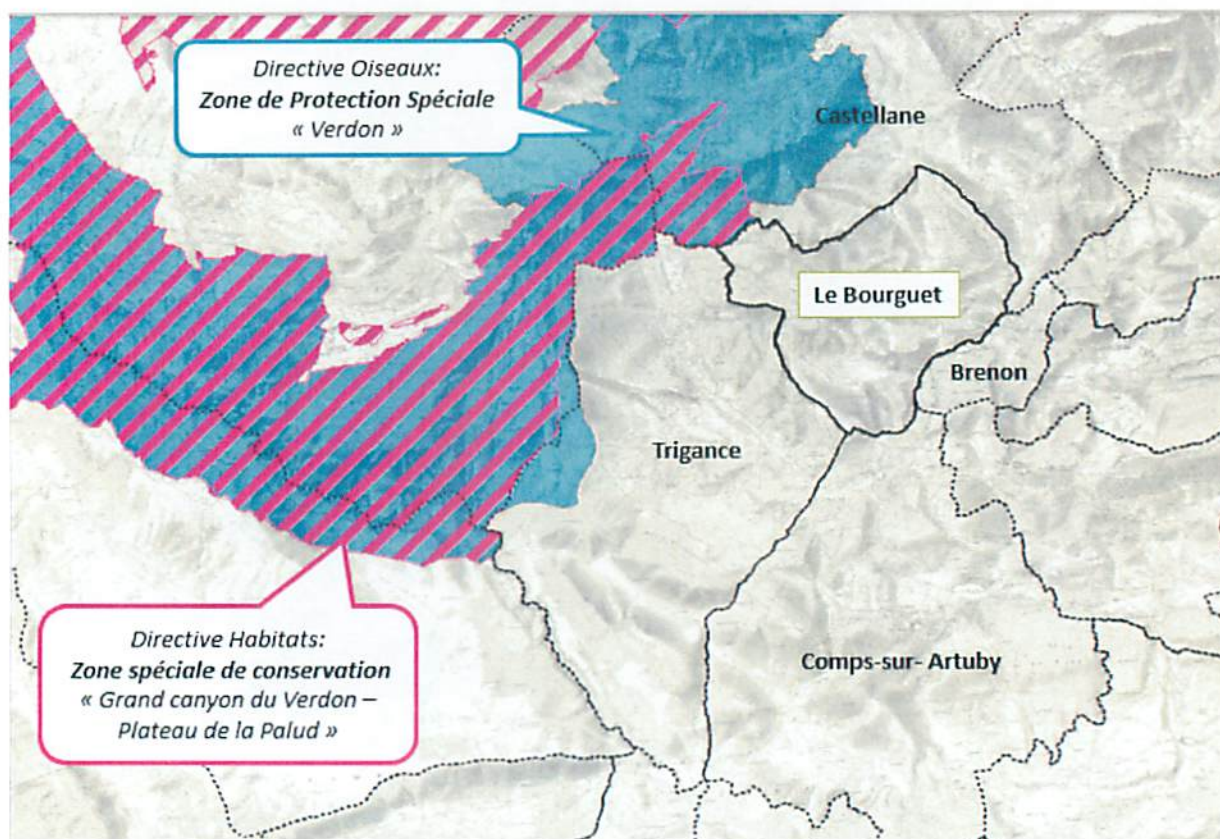 Directive Oiseaux:
Zone de Protection Spéciale
« Verdon »
Castellane
Le Bourguet
Brenon
Trigance
Comps-sur- Artuby
Directive Habitats:
Zone spéciale de conservation
« Grand canyon du Verdon –
Plateau de la Palud »